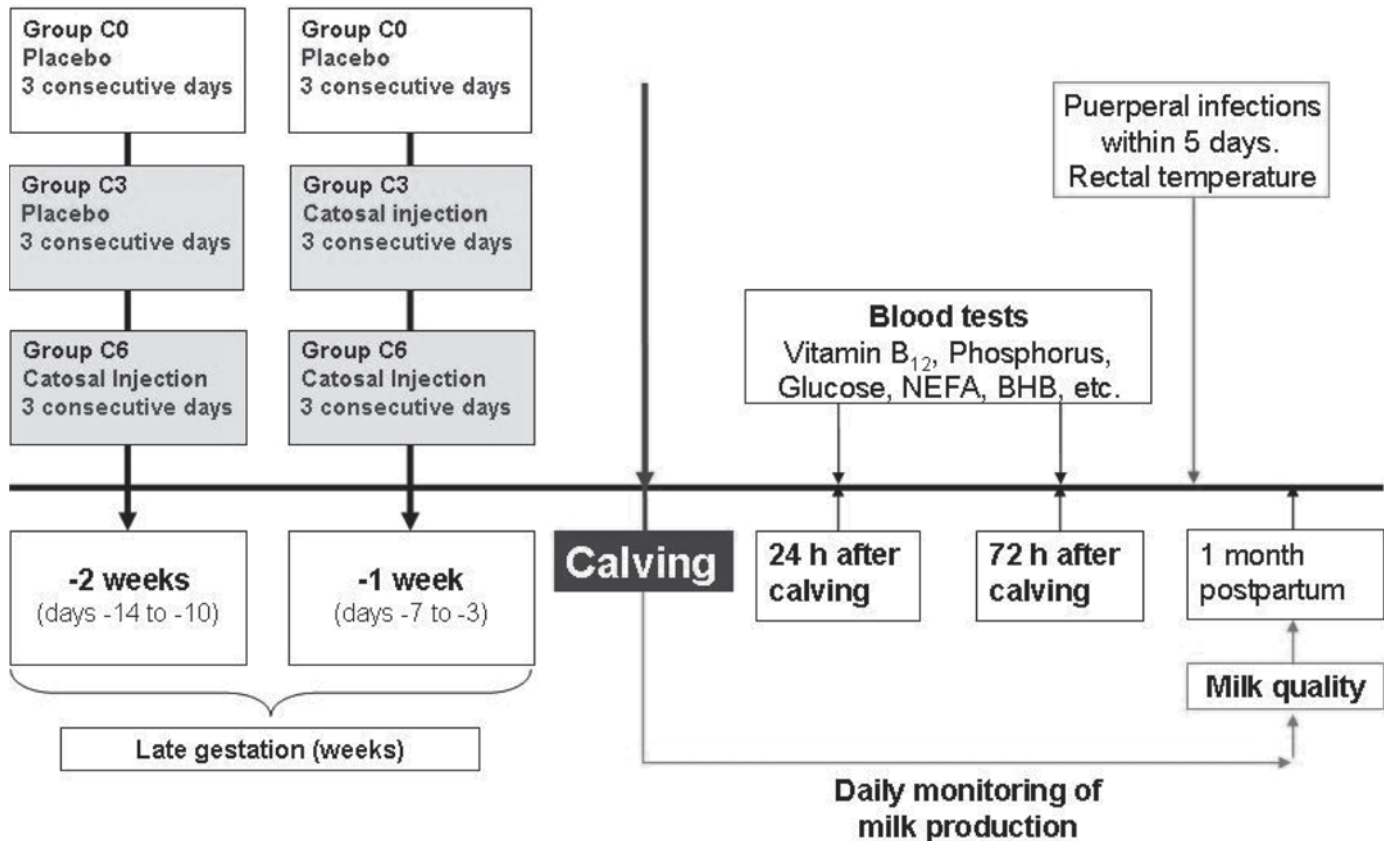 Group C0
Placebo
3 consecutive days
Group C3
Placebo
3 consecutive days
Group C6
Catosal Injection
3 consecutive days
Group C0
Placebo
3 consecutive days
Group C3
Catosal injection
3 consecutive days
Group C6
Catosal Injection
3 consecutive days
Puerperal infections
within 5 days.
Rectal temperature
Blood tests
Vitamin B₁₂, Phosphorus,
Glucose, NEFA, BHB, etc.
-2 weeks
(days -14 to -10)
-1 week
(days -7 to -3)
Calving
24 h after
calving
72 h after
calving
1 month
postpartum
Milk quality
Late gestation (weeks)
Daily monitoring of
milk production